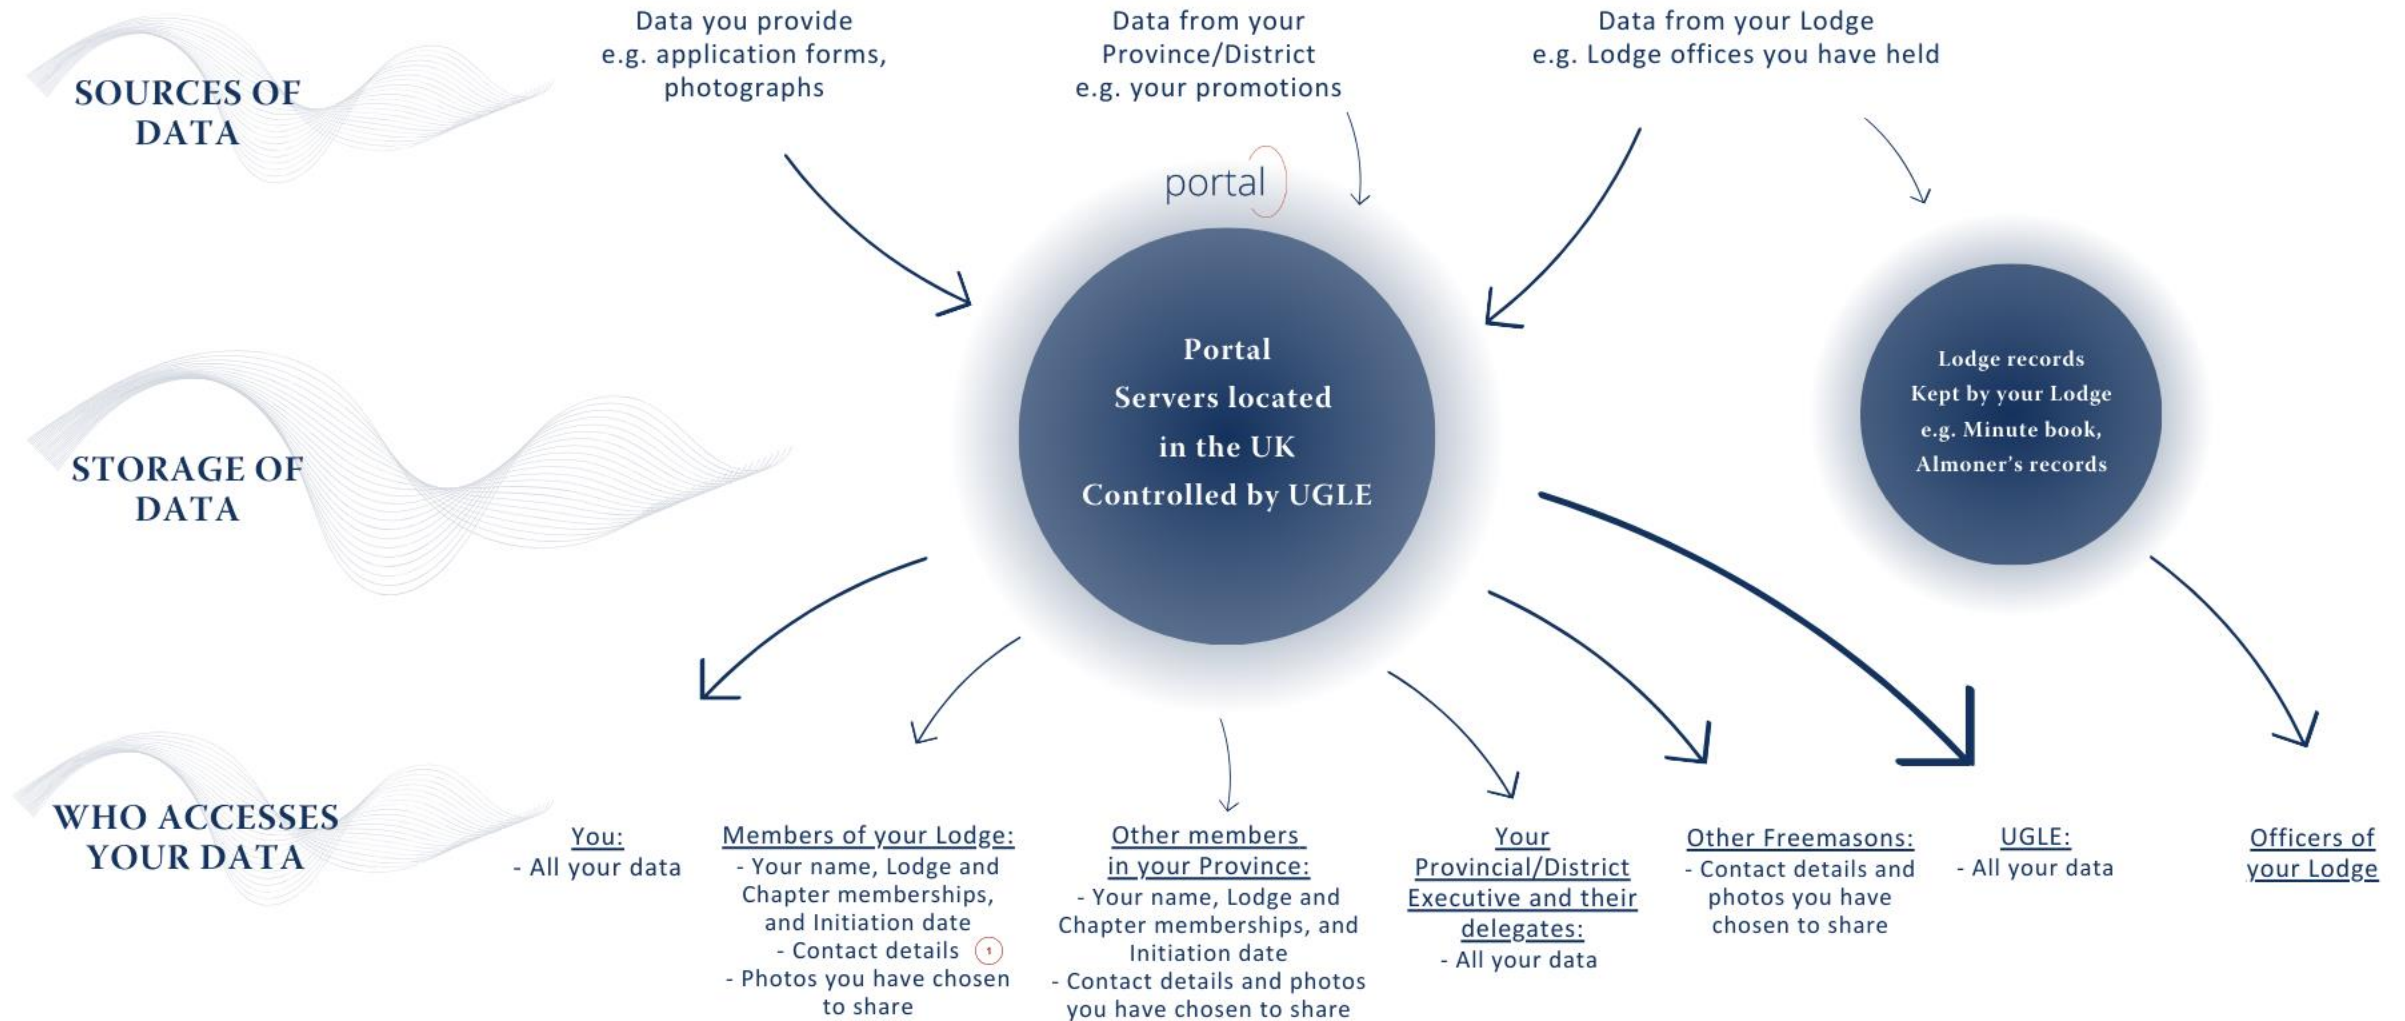 SOURCES OF
DATA
Data you provide
e.g. application forms,
photographs
Data from your
Province/District
e.g. your promotions
Data from your Lodge
e.g. Lodge offices you have held
portal
STORAGE OF
DATA
Portal
Servers located
in the UK
Controlled by UGLE
Lodge records
Kept by your Lodge
e.g. Minute book,
Almoner's records
WHO ACCESSES
YOUR DATA
You:
- All your data
Members of your Lodge:
- Your name, Lodge and
Chapter memberships,
and Initiation date
- Contact details 1
- Photos you have chosen
to share
Other members
in your Province:
- Your name, Lodge and
Chapter memberships, and
Initiation date
- Contact details and photos
you have chosen to share
Your
Provincial/District
Executive and their
delegates:
- All your data
Other Freemasons:
- Contact details and
photos you have
chosen to share
UGLE:
- All your data
Officers of
your Lodge